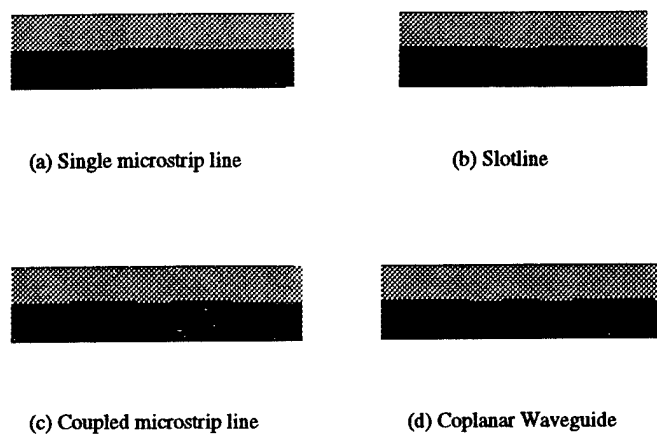 (a) Single microstrip line
(b) Slotline
(c) Coupled microstrip line
(d) Coplanar Waveguide